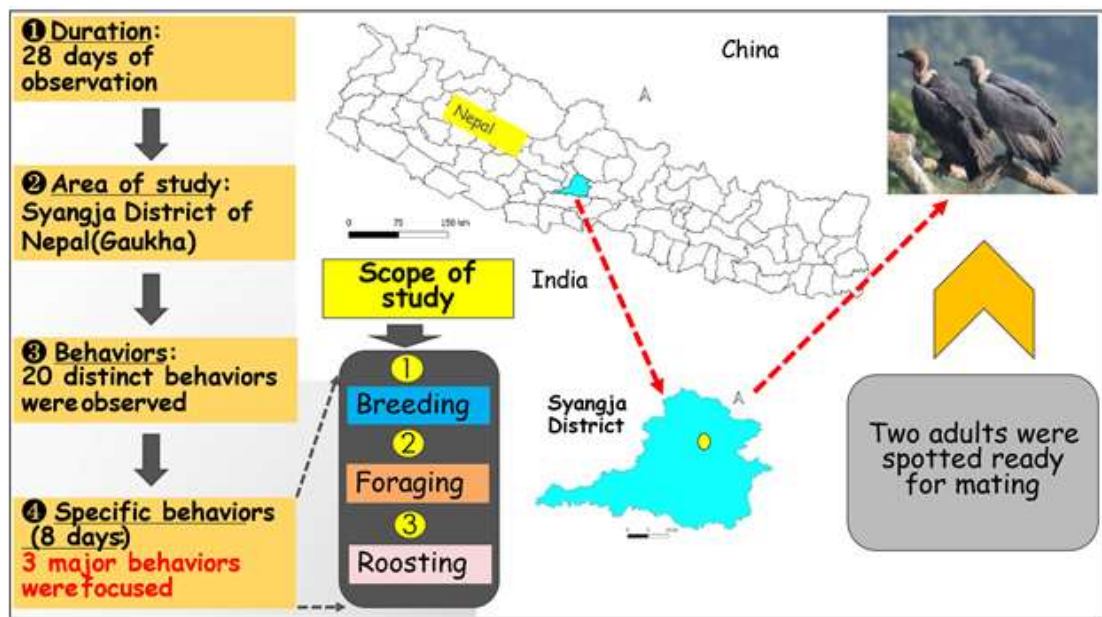 ❶ Duration:
28 days of
observation
❷ Area of study:
Syangja District of
Nepal(Gaukha)
❸ Behaviors:
20 distinct behaviors
were observed
❹ Specific behaviors
(8 days:)
3 major behaviors
were focused
China
A
Nepal
0 75 150 km
India
Scope of
study
①
Breeding
②
Foraging
③
Roosting
Syangja
District
A
Two adults were
spotted ready
for mating